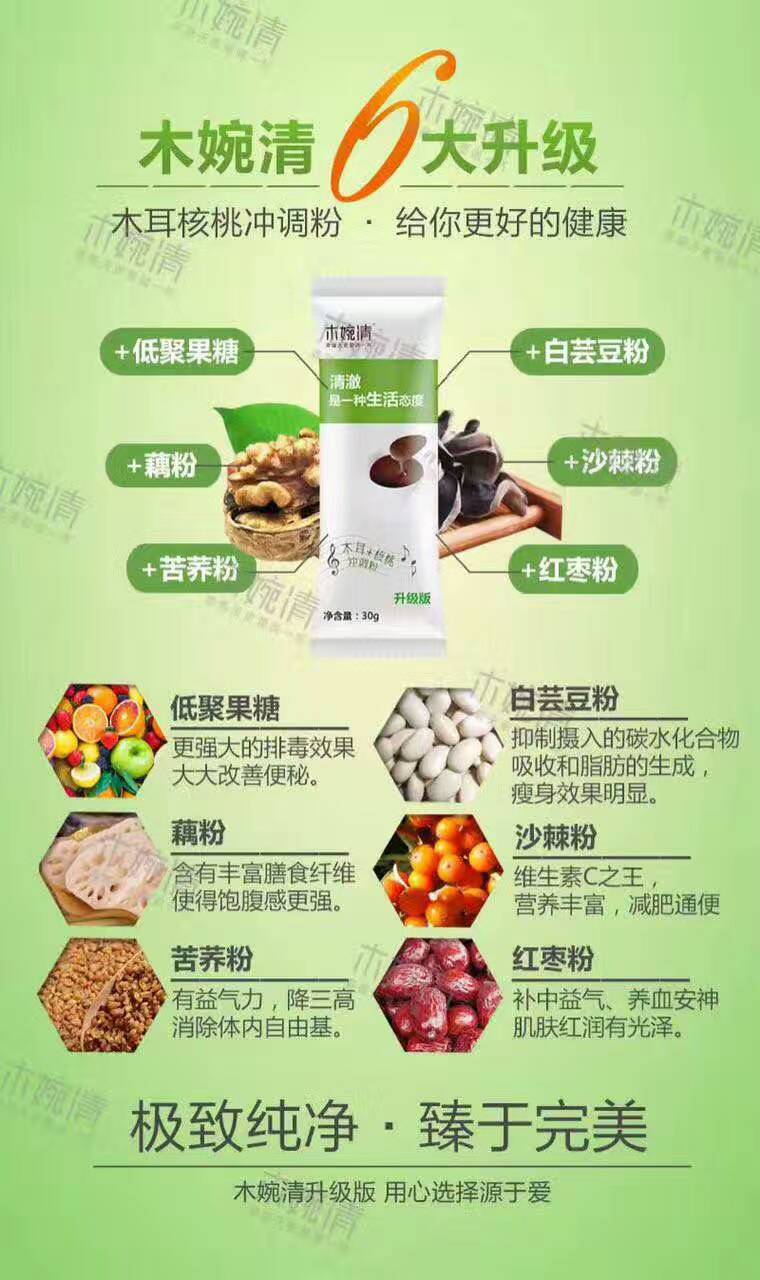 木婉清6大升级
木耳核桃冲调粉 · 给你更好的健康
木婉清
+低聚果糖
+白芸豆粉
清澈
是一种生活态度
+藕粉
+沙棘粉
木耳+核桃
冲调粉
+苦荞粉
+红枣粉
升级版
净含量：30g
低聚果糖
更强大的排毒效果
大大改善便秘。
白芸豆粉
抑制摄入的碳水化合物
吸收和脂肪的生成，
瘦身效果明显。
藕粉
含有丰富膳食纤维
使得饱腹感更强。
沙棘粉
维生素C之王，
营养丰富，减肥通便
苦荞粉
有益气力，降三高
消除体内自由基。
红枣粉
补中益气、养血安神
肌肤红润有光泽。
极致纯净 · 臻于完美
木婉清升级版 用心选择源于爱